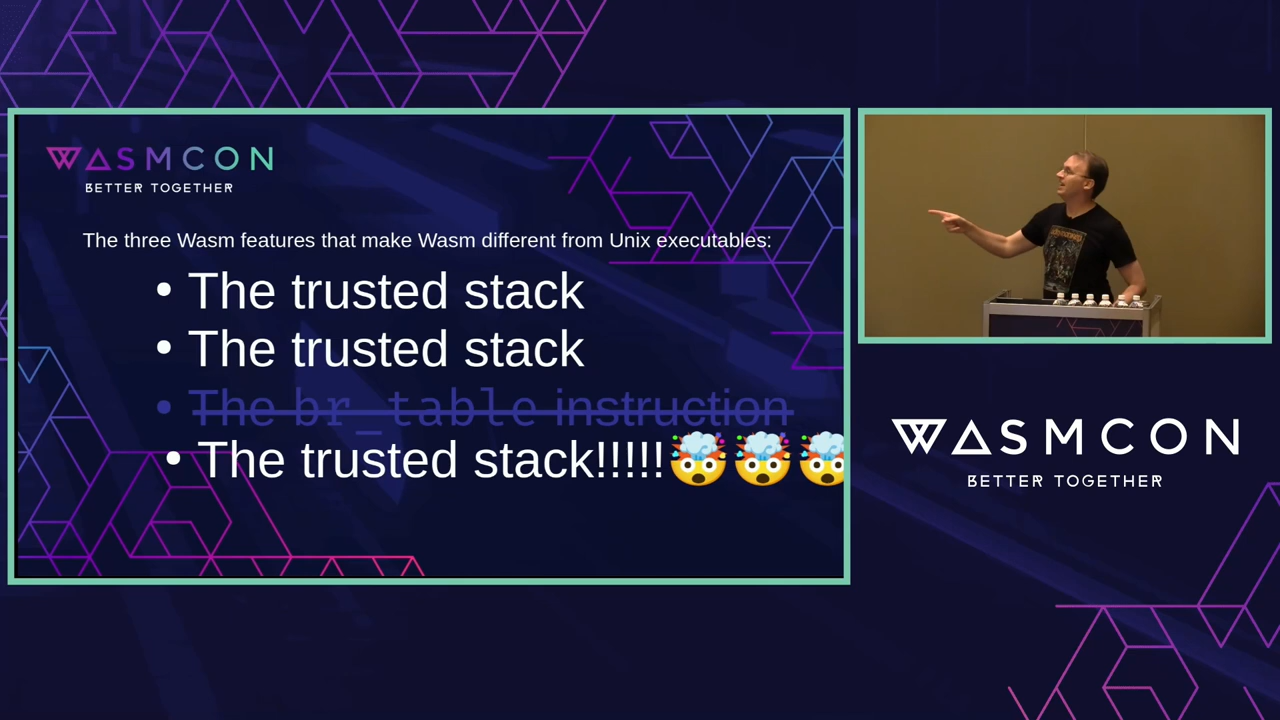 WASMCON
BETTER TOGETHER
The three Wasm features that make Wasm different from Unix executables:
• The trusted stack
• The trusted stack
• The br_table instruction
• The trusted stack!!!!!🤯🤯🤯
WASMCON
BETTER TOGETHER